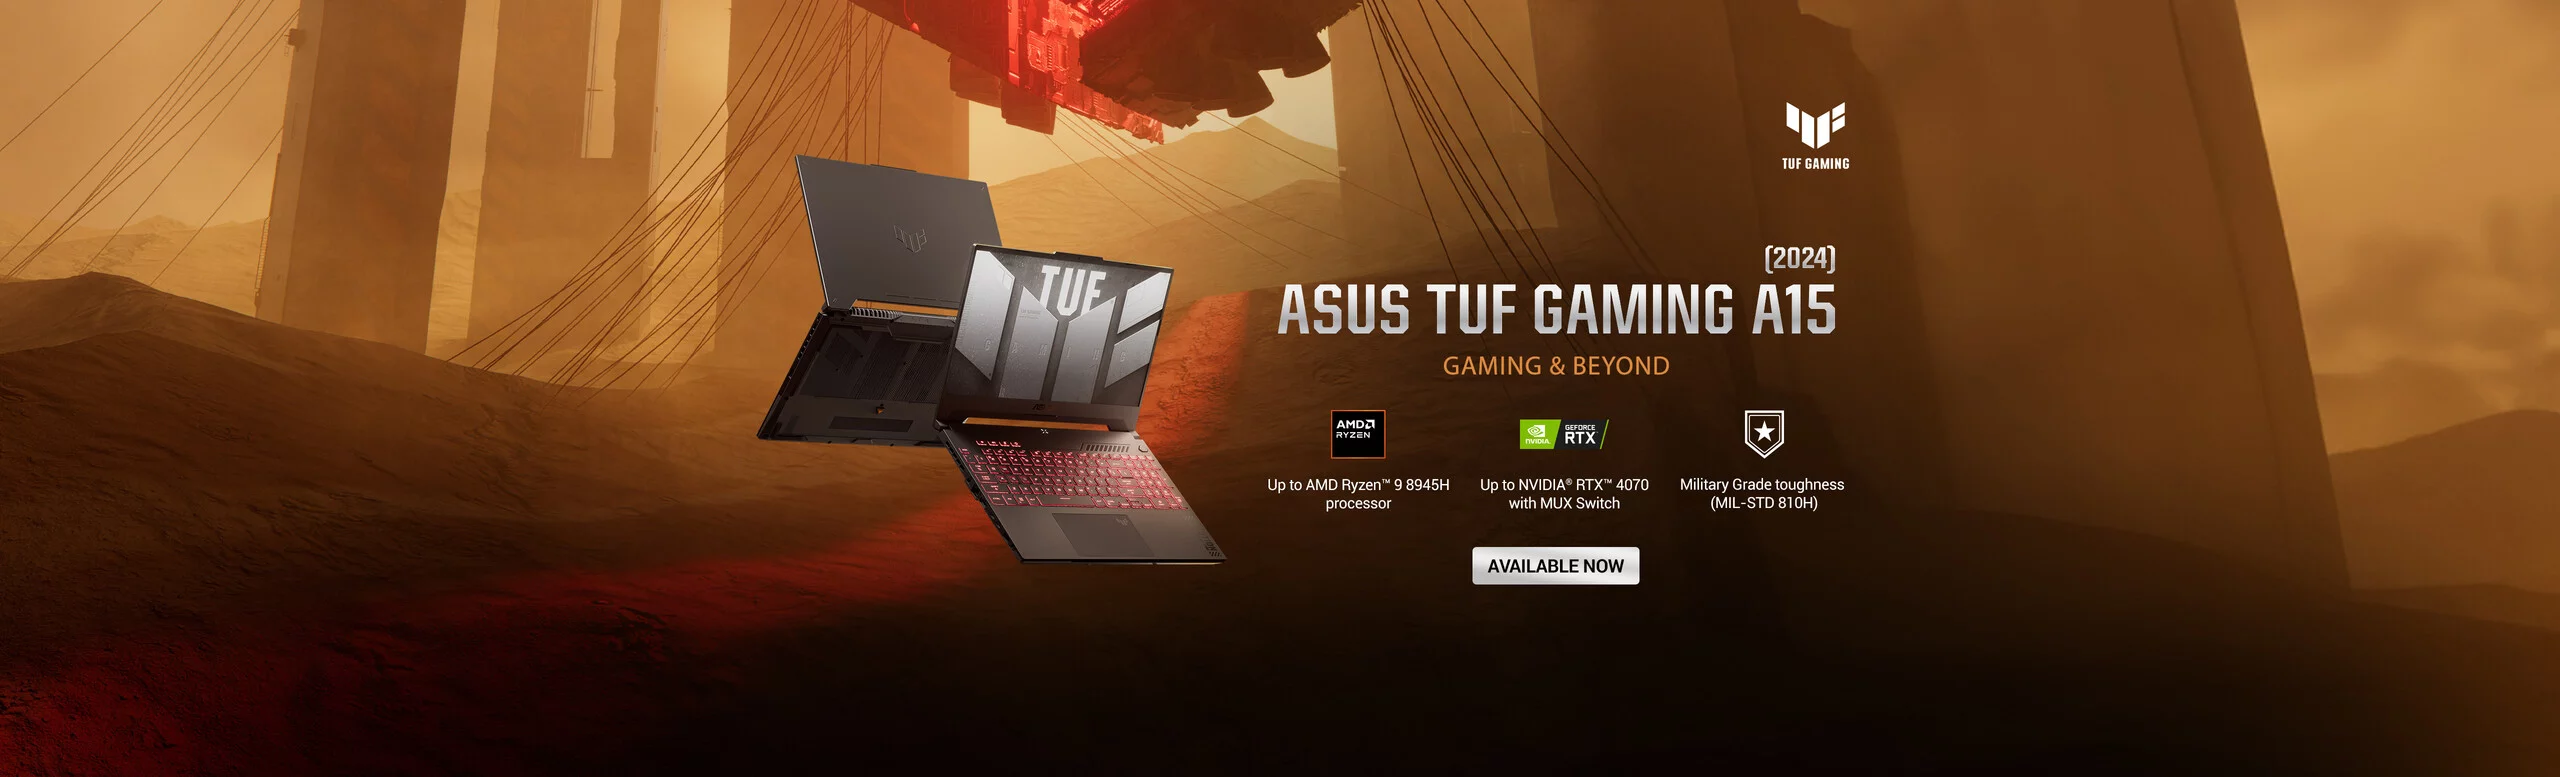 TUF GAMING
(2024)
ASUS TUF GAMING A15
GAMING & BEYOND
AMD
RYZEN
NVIDIA.
GEFORCE
RTX
Up to AMD Ryzen™ 9 8945H
processor
Up to NVIDIA® RTX™ 4070
with MUX Switch
Military Grade toughness
(MIL-STD 810H)
AVAILABLE NOW
TUF